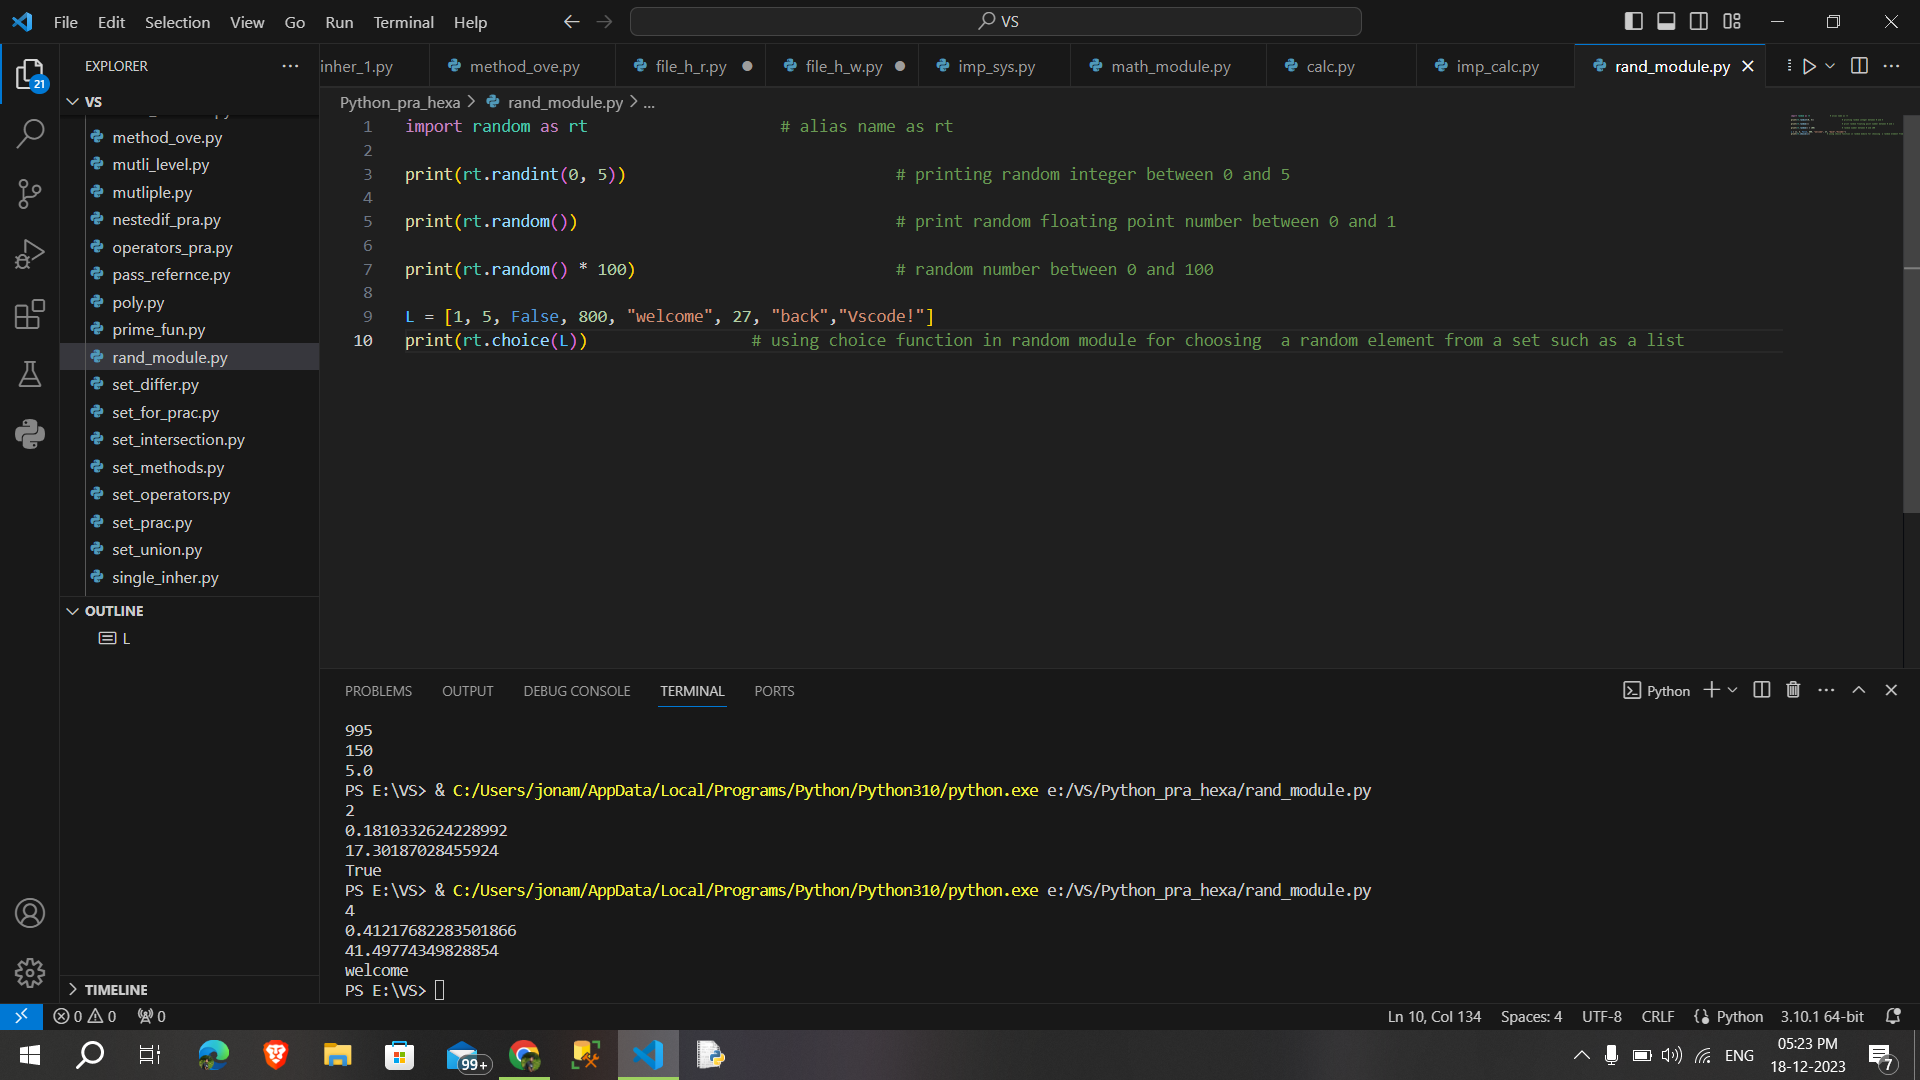 File Edit Selection View Go Run Terminal Help
VS
EXPLORER
VS
method_ove.py
mutli_level.py
mutliple.py
nestedif_pra.py
operators_pra.py
pass_refernce.py
poly.py
prime_fun.py
rand_module.py
set_differ.py
set_for_prac.py
set_intersection.py
set_methods.py
set_operators.py
set_prac.py
set_union.py
single_inher.py
OUTLINE
L
TIMELINE
21
inher_1.py method_ove.py file_h_r.py file_h_w.py imp_sys.py math_module.py calc.py imp_calc.py rand_module.py
Python_pra_hexa > rand_module.py > ...
1 import random as rt # alias name as rt
2
3 print(rt.randint(0, 5)) # printing random integer between 0 and 5
4
5 print(rt.random()) # print random floating point number between 0 and 1
6
7 print(rt.random() * 100) # random number between 0 and 100
8
9 L = [1, 5, False, 800, "welcome", 27, "back","Vscode!"]
10 print(rt.choice(L)) # using choice function in random module for choosing  a random element from a set such as a list
PROBLEMS OUTPUT DEBUG CONSOLE TERMINAL PORTS
Python
995
150
5.0
PS E:\VS> & C:/Users/jonam/AppData/Local/Programs/Python/Python310/python.exe e:/VS/Python_pra_hexa/rand_module.py
2
0.1810332624228992
17.30187028455924
True
PS E:\VS> & C:/Users/jonam/AppData/Local/Programs/Python/Python310/python.exe e:/VS/Python_pra_hexa/rand_module.py
4
0.41217682283501866
41.49774349828854
welcome
PS E:\VS>
0 0 0 Ln 10, Col 134 Spaces: 4 UTF-8 CRLF Python 3.10.1 64-bit
99+
ENG
05:23 PM
18-12-2023
7